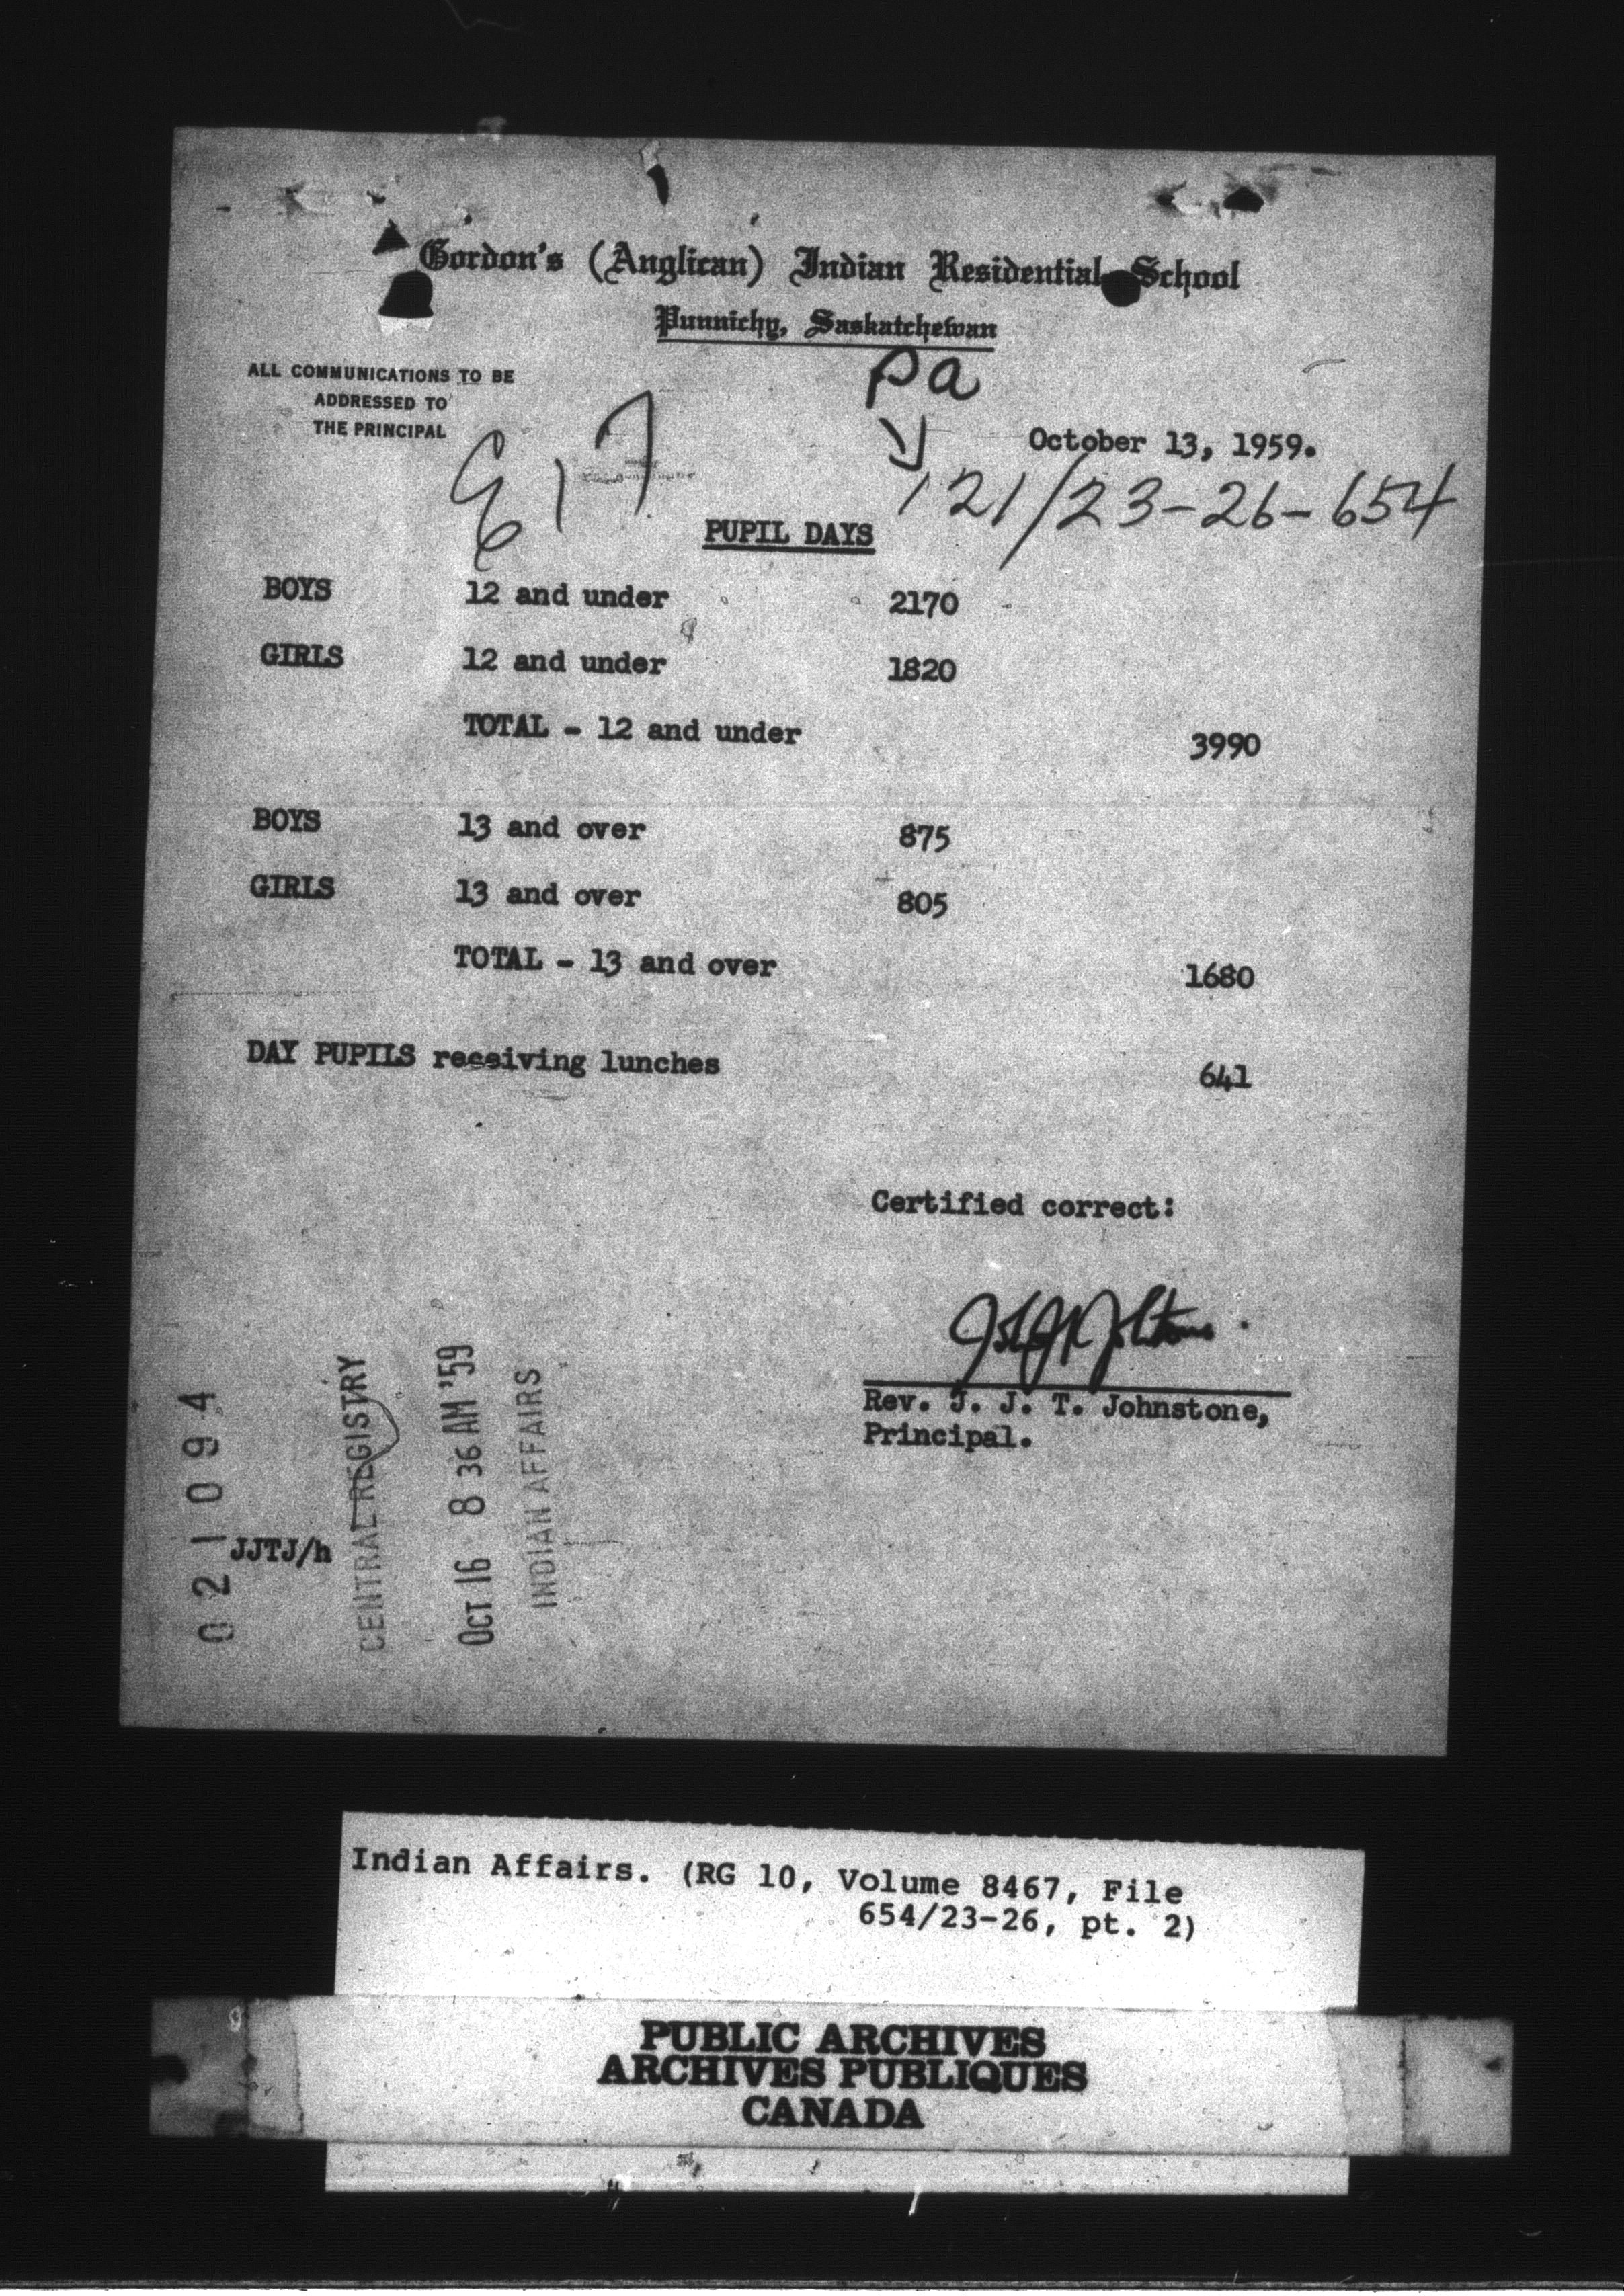 Gordon's (Anglican) Indian Residential School
Punnichy, Saskatchewan
ALL COMMUNICATIONS TO BE
ADDRESSED TO
THE PRINCIPAL
pa
October 13, 1959.
121/23-26-654
PUPIL DAYS
BOYS 12 and under 2170
GIRLS 12 and under 1820
TOTAL - 12 and under 3990
BOYS 13 and over 875
GIRLS 13 and over 805
TOTAL - 13 and over 1680
DAY PUPILS receiving lunches 641
Certified correct:
Rev. J. J. T. Johnstone,
Principal.
021094
JJTJ/h
CENTRAL REGISTRY
OCT 16 8 36 AM '59
INDIAN AFFAIRS
Indian Affairs. (RG 10, Volume 8467, File
654/23-26, pt. 2)
PUBLIC ARCHIVES
ARCHIVES PUBLIQUES
CANADA